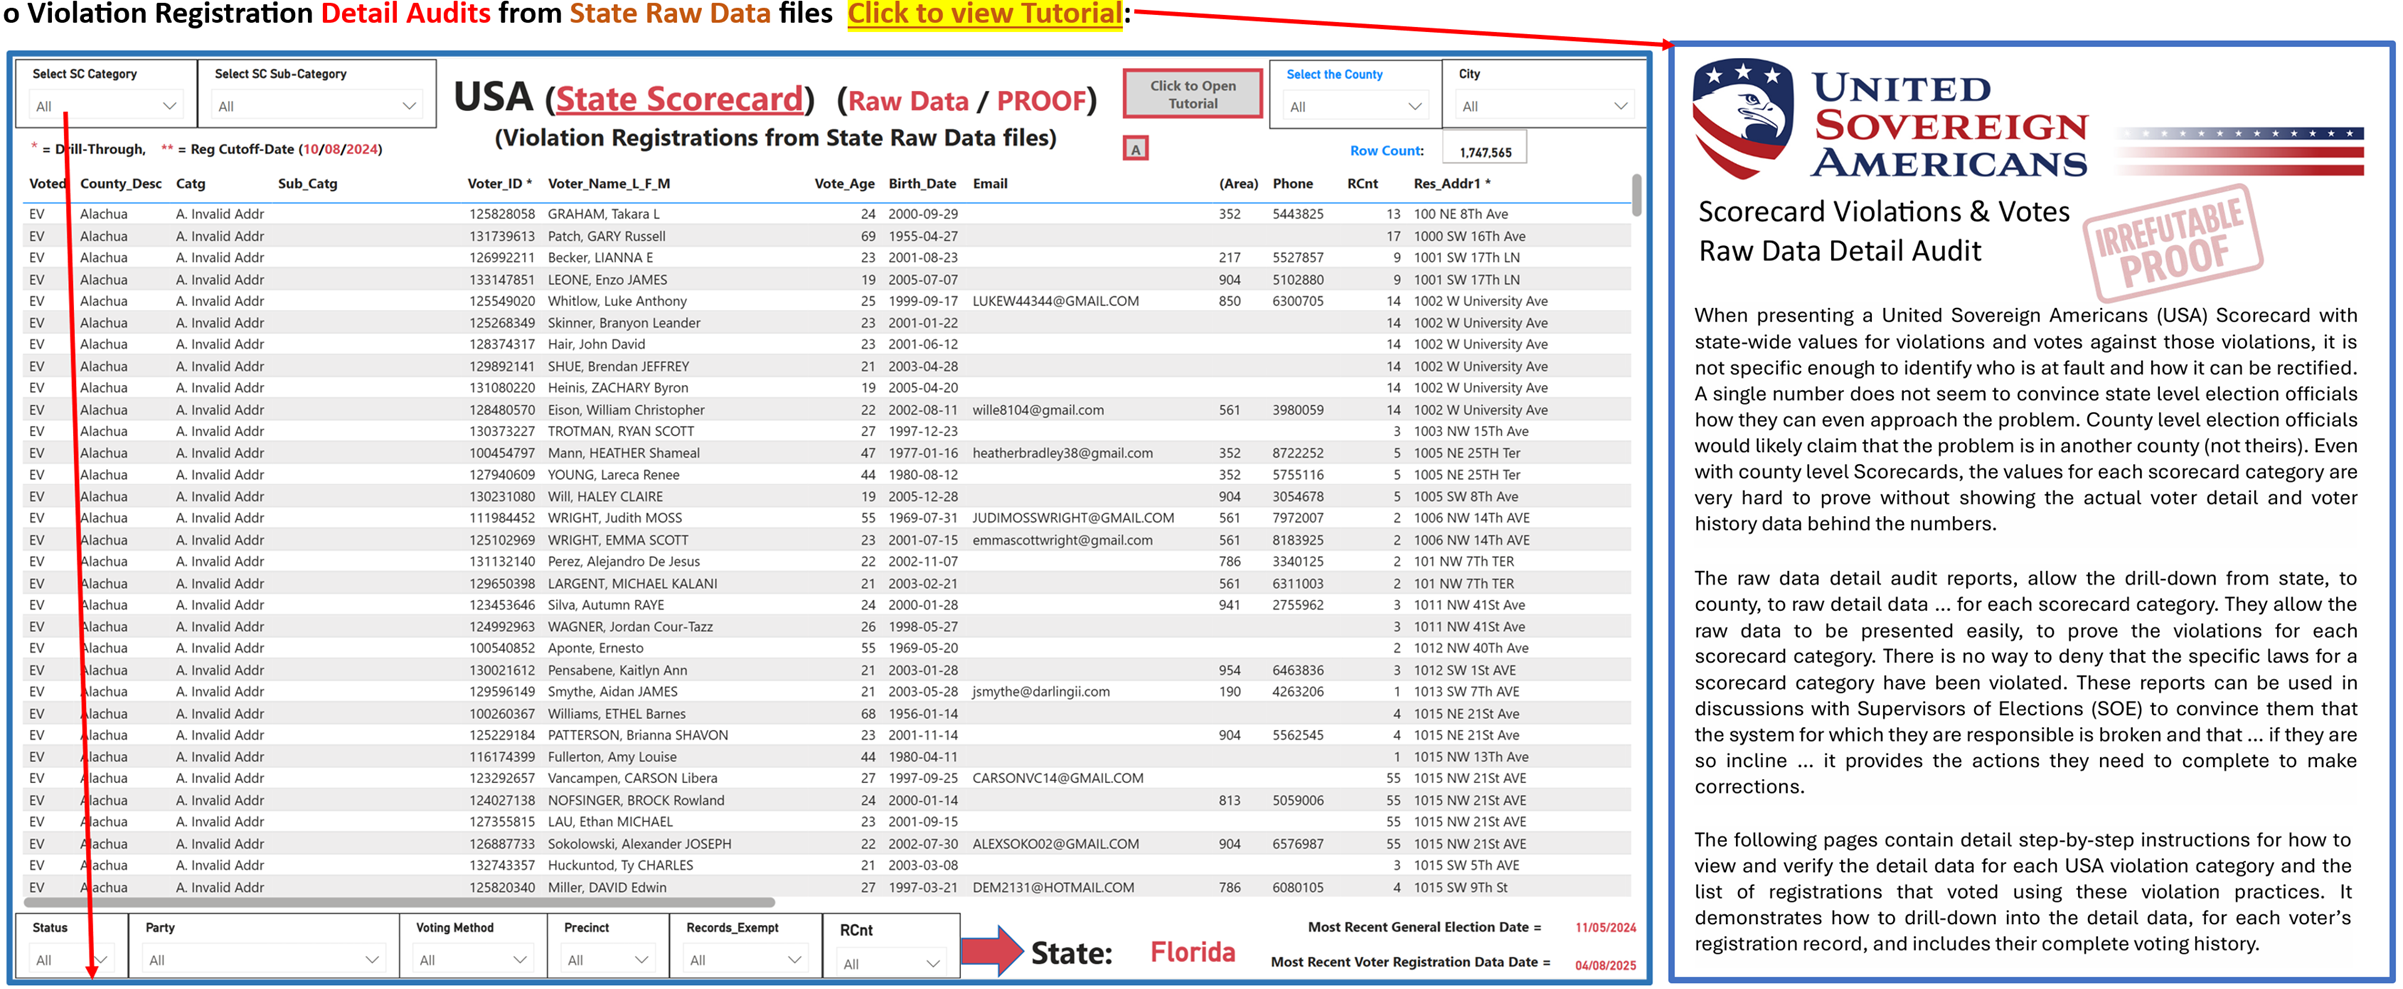 o Violation Registration Detail Audits from State Raw Data files Click to view Tutorial:
Select SC Category
All
Select SC Sub-Category
All
USA (State Scorecard) (Raw Data / PROOF)
(Violation Registrations from State Raw Data files)
Click to Open
Tutorial
A
Select the County
All
City
All
* = Drill-Through, ** = Reg Cutoff-Date (10/08/2024)
Row Count: 1,747,565
Voted County_Desc Catg Sub_Catg Voter_ID * Voter_Name_L_F_M Vote_Age Birth_Date Email (Area) Phone RCnt Res_Addr1 *
EV Alachua A. Invalid Addr 125828058 GRAHAM, Takara L 24 2000-09-29 352 5443825 13 100 NE 8Th Ave
EV Alachua A. Invalid Addr 131739613 Patch, GARY Russell 69 1955-04-27 17 1000 SW 16Th Ave
EV Alachua A. Invalid Addr 126992211 Becker, LIANNA E 23 2001-08-23 217 5527857 9 1001 SW 17Th LN
EV Alachua A. Invalid Addr 133147851 LEONE, Enzo JAMES 19 2005-07-07 904 5102880 9 1001 SW 17Th LN
EV Alachua A. Invalid Addr 125549020 Whitlow, Luke Anthony 25 1999-09-17 LUKEW44344@GMAIL.COM 850 6300705 14 1002 W University Ave
EV Alachua A. Invalid Addr 125268349 Skinner, Branyon Leander 23 2001-01-22 14 1002 W University Ave
EV Alachua A. Invalid Addr 128374317 Hair, John David 23 2001-06-12 14 1002 W University Ave
EV Alachua A. Invalid Addr 129892141 SHUE, Brendan JEFFREY 21 2003-04-28 14 1002 W University Ave
EV Alachua A. Invalid Addr 131080220 Heinis, ZACHARY Byron 19 2005-04-20 14 1002 W University Ave
EV Alachua A. Invalid Addr 128480570 Eison, William Christopher 22 2002-08-11 wille8104@gmail.com 561 3980059 14 1002 W University Ave
EV Alachua A. Invalid Addr 130373227 TROTMAN, RYAN SCOTT 27 1997-12-23 3 1003 NW 15Th Ave
EV Alachua A. Invalid Addr 100454797 Mann, HEATHER Shameal 47 1977-01-16 heatherbradley38@gmail.com 352 8722252 5 1005 NE 25TH Ter
EV Alachua A. Invalid Addr 127940609 YOUNG, Lareca Renee 44 1980-08-12 352 5755116 5 1005 NE 25TH Ter
EV Alachua A. Invalid Addr 130231080 Will, HALEY CLAIRE 19 2005-12-28 904 3054678 5 1005 SW 8Th Ave
EV Alachua A. Invalid Addr 111984452 WRIGHT, Judith MOSS 55 1969-07-31 JUDIMOSSWRIGHT@GMAIL.COM 561 7972007 2 1006 NW 14Th AVE
EV Alachua A. Invalid Addr 125102969 WRIGHT, EMMA SCOTT 23 2001-07-15 emmascottwright@gmail.com 561 8183925 2 1006 NW 14Th AVE
EV Alachua A. Invalid Addr 131132140 Perez, Alejandro De Jesus 22 2002-11-07 786 3340125 2 101 NW 7Th TER
EV Alachua A. Invalid Addr 129650398 LARGENT, MICHAEL KALANI 21 2003-02-21 561 6311003 2 101 NW 7Th TER
EV Alachua A. Invalid Addr 123453646 Silva, Autumn RAYE 24 2000-01-28 941 2755962 3 1011 NW 41St Ave
EV Alachua A. Invalid Addr 124992963 WAGNER, Jordan Cour-Tazz 26 1998-05-27 3 1011 NW 41St Ave
EV Alachua A. Invalid Addr 100540852 Aponte, Ernesto 55 1969-05-20 2 1012 NW 40Th Ave
EV Alachua A. Invalid Addr 130021612 Pensabene, Kaitlyn Ann 21 2003-01-28 954 6463836 3 1012 SW 1St AVE
EV Alachua A. Invalid Addr 129596149 Smythe, Aidan JAMES 21 2003-05-28 jsmythe@darlingii.com 190 4263206 1 1013 SW 7Th AVE
EV Alachua A. Invalid Addr 100260367 Williams, ETHEL Barnes 68 1956-01-14 4 1015 NE 21St Ave
EV Alachua A. Invalid Addr 125229184 PATTERSON, Brianna SHAVON 23 2001-11-14 904 5562545 4 1015 NE 21St Ave
EV Alachua A. Invalid Addr 116174399 Fullerton, Amy Louise 44 1980-04-11 1 1015 NW 13Th Ave
EV Alachua A. Invalid Addr 123292657 Vancampen, CARSON Libera 27 1997-09-25 CARSONVC14@GMAIL.COM 55 1015 NW 21St AVE
EV Alachua A. Invalid Addr 124027138 NOFSINGER, BROCK Rowland 24 2000-01-14 813 5059006 55 1015 NW 21St AVE
EV Alachua A. Invalid Addr 127355815 LAU, Ethan MICHAEL 23 2001-09-15 55 1015 NW 21St AVE
EV Alachua A. Invalid Addr 126887733 Sokolowski, Alexander JOSEPH 22 2002-07-30 ALEXSOKO02@GMAIL.COM 904 6576987 55 1015 NW 21St AVE
EV Alachua A. Invalid Addr 132743357 Huckuntod, Ty CHARLES 21 2003-03-08 3 1015 SW 5Th AVE
EV Alachua A. Invalid Addr 125820340 Miller, DAVID Edwin 27 1997-03-21 DEM2131@HOTMAIL.COM 786 6080105 4 1015 SW 9Th St
Status
All
Party
All
Voting Method
All
Precinct
All
Records_Exempt
All
RCnt
All
State: Florida
Most Recent General Election Date = 11/05/2024
Most Recent Voter Registration Data Date = 04/08/2025
UNITED
SOVEREIGN
AMERICANS
Scorecard Violations & Votes
Raw Data Detail Audit
IRREFUTABLE
PROOF
When presenting a United Sovereign Americans (USA) Scorecard with
state-wide values for violations and votes against those violations, it is
not specific enough to identify who is at fault and how it can be rectified.
A single number does not seem to convince state level election officials
how they can even approach the problem. County level election officials
would likely claim that the problem is in another county (not theirs). Even
with county level Scorecards, the values for each scorecard category are
very hard to prove without showing the actual voter detail and voter
history data behind the numbers.
The raw data detail audit reports, allow the drill-down from state, to
county, to raw detail data ... for each scorecard category. They allow the
raw data to be presented easily, to prove the violations for each
scorecard category. There is no way to deny that the specific laws for a
scorecard category have been violated. These reports can be used in
discussions with Supervisors of Elections (SOE) to convince them that
the system for which they are responsible is broken and that ... if they are
so incline ... it provides the actions they need to complete to make
corrections.
The following pages contain detail step-by-step instructions for how to
view and verify the detail data for each USA violation category and the
list of registrations that voted using these violation practices. It
demonstrates how to drill-down into the detail data, for each voter's
registration record, and includes their complete voting history.